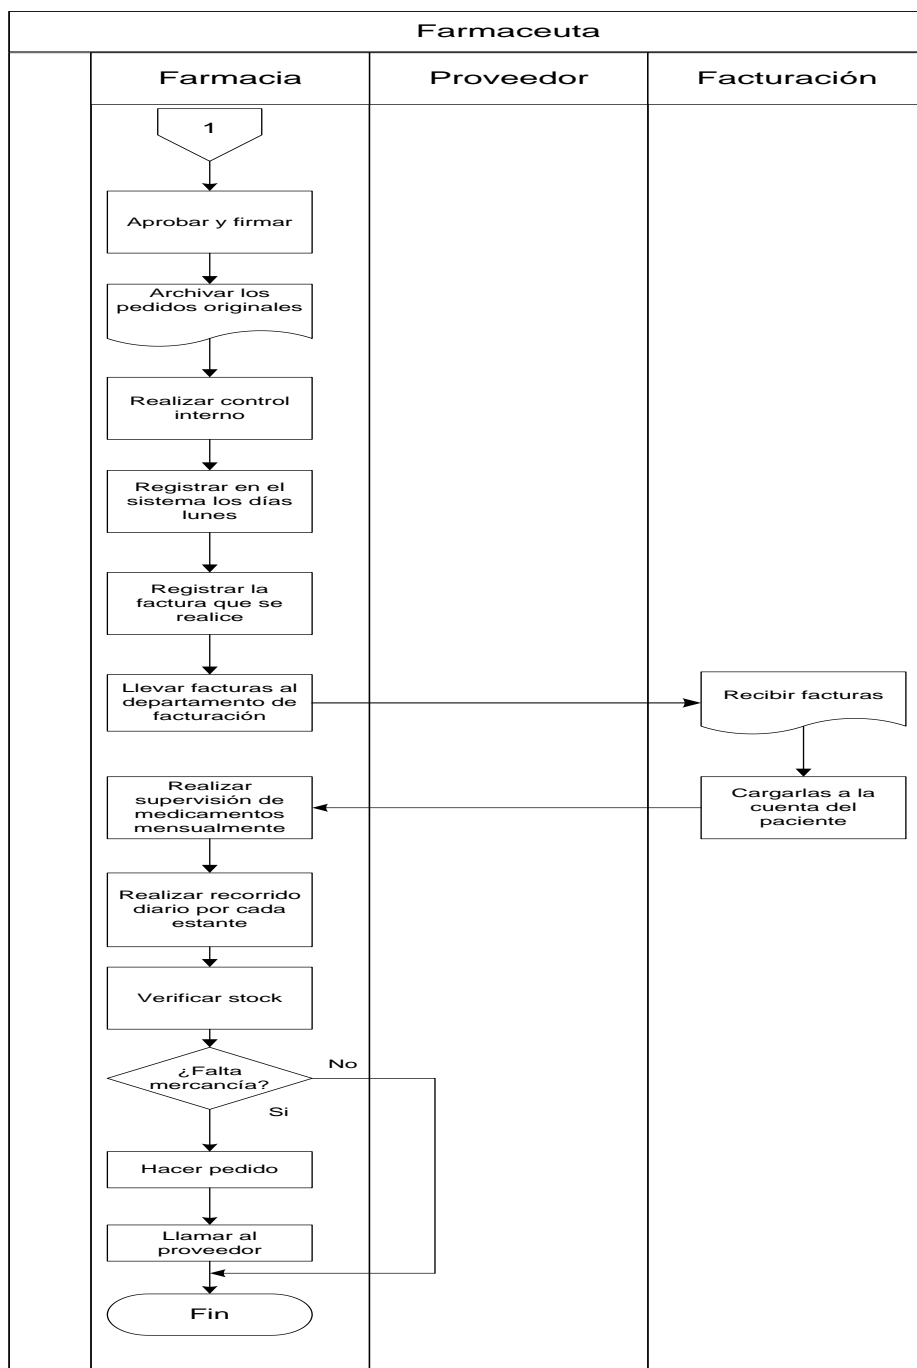 Farmaceuta
Farmacia
Proveedor
Facturación
1
Aprobar y firmar
Archivar los
pedidos originales
Realizar control
interno
Registrar en el
sistema los días
lunes
Registrar la
factura que se
realice
Llevar facturas al
departamento de
facturación
Recibir facturas
Cargarlas a la
cuenta del
paciente
Realizar
supervisión de
medicamentos
mensualmente
Realizar recorrido
diario por cada
estante
Verificar stock
¿Falta
mercancía?
No
Si
Hacer pedido
Llamar al
proveedor
Fin